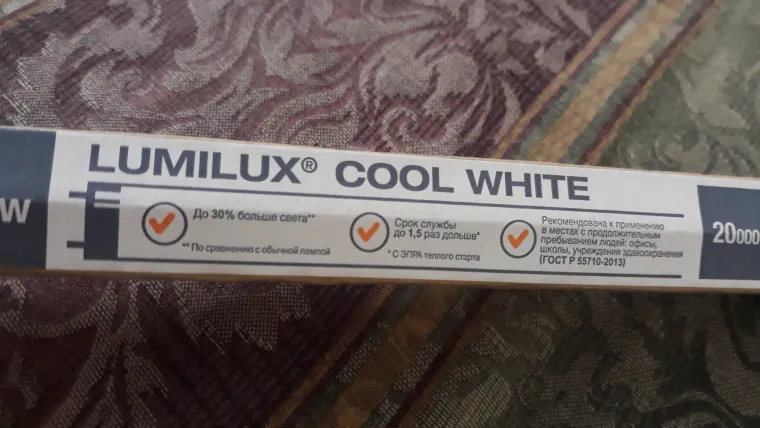 LUMILUX® COOL WHITE
W
До 30% больше света**
** По сравнению с обычной лампой
Срок службы
до 1,5 раз дольше*
* С ЭПРА теплого старта
Рекомендована к применению
в местах с продолжительным
пребыванием людей: офисы,
школы, учреждения здравоохранения
(ГОСТ Р 55710-2013)
20000